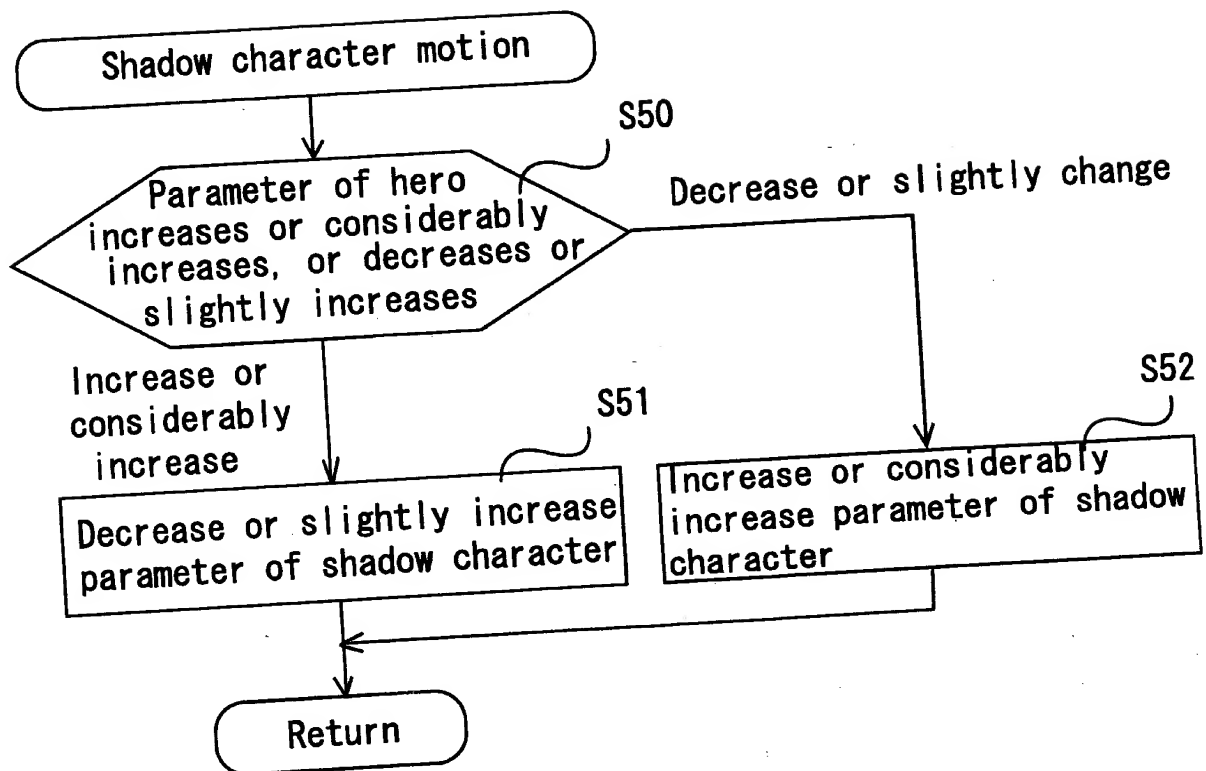 Shadow character motion
S50
Parameter of hero
increases or considerably
increases, or decreases or
slightly increases
Decrease or slightly change
Increase or
considerably
increase
S51
Decrease or slightly increase
parameter of shadow character
S52
Increase or considerably
increase parameter of shadow
character
Return